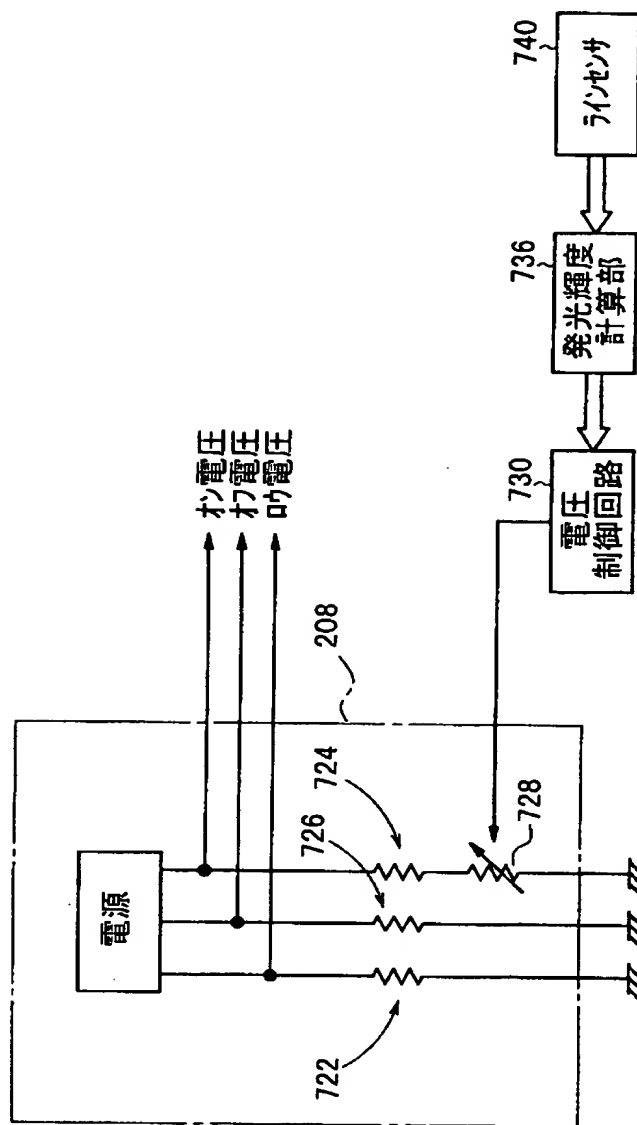 電源
722
726
724
728
208
オン電圧
オフ電圧
ロウ電圧
730
電圧
制御回路
736
発光輝度
計算部
740
ラインセンサ